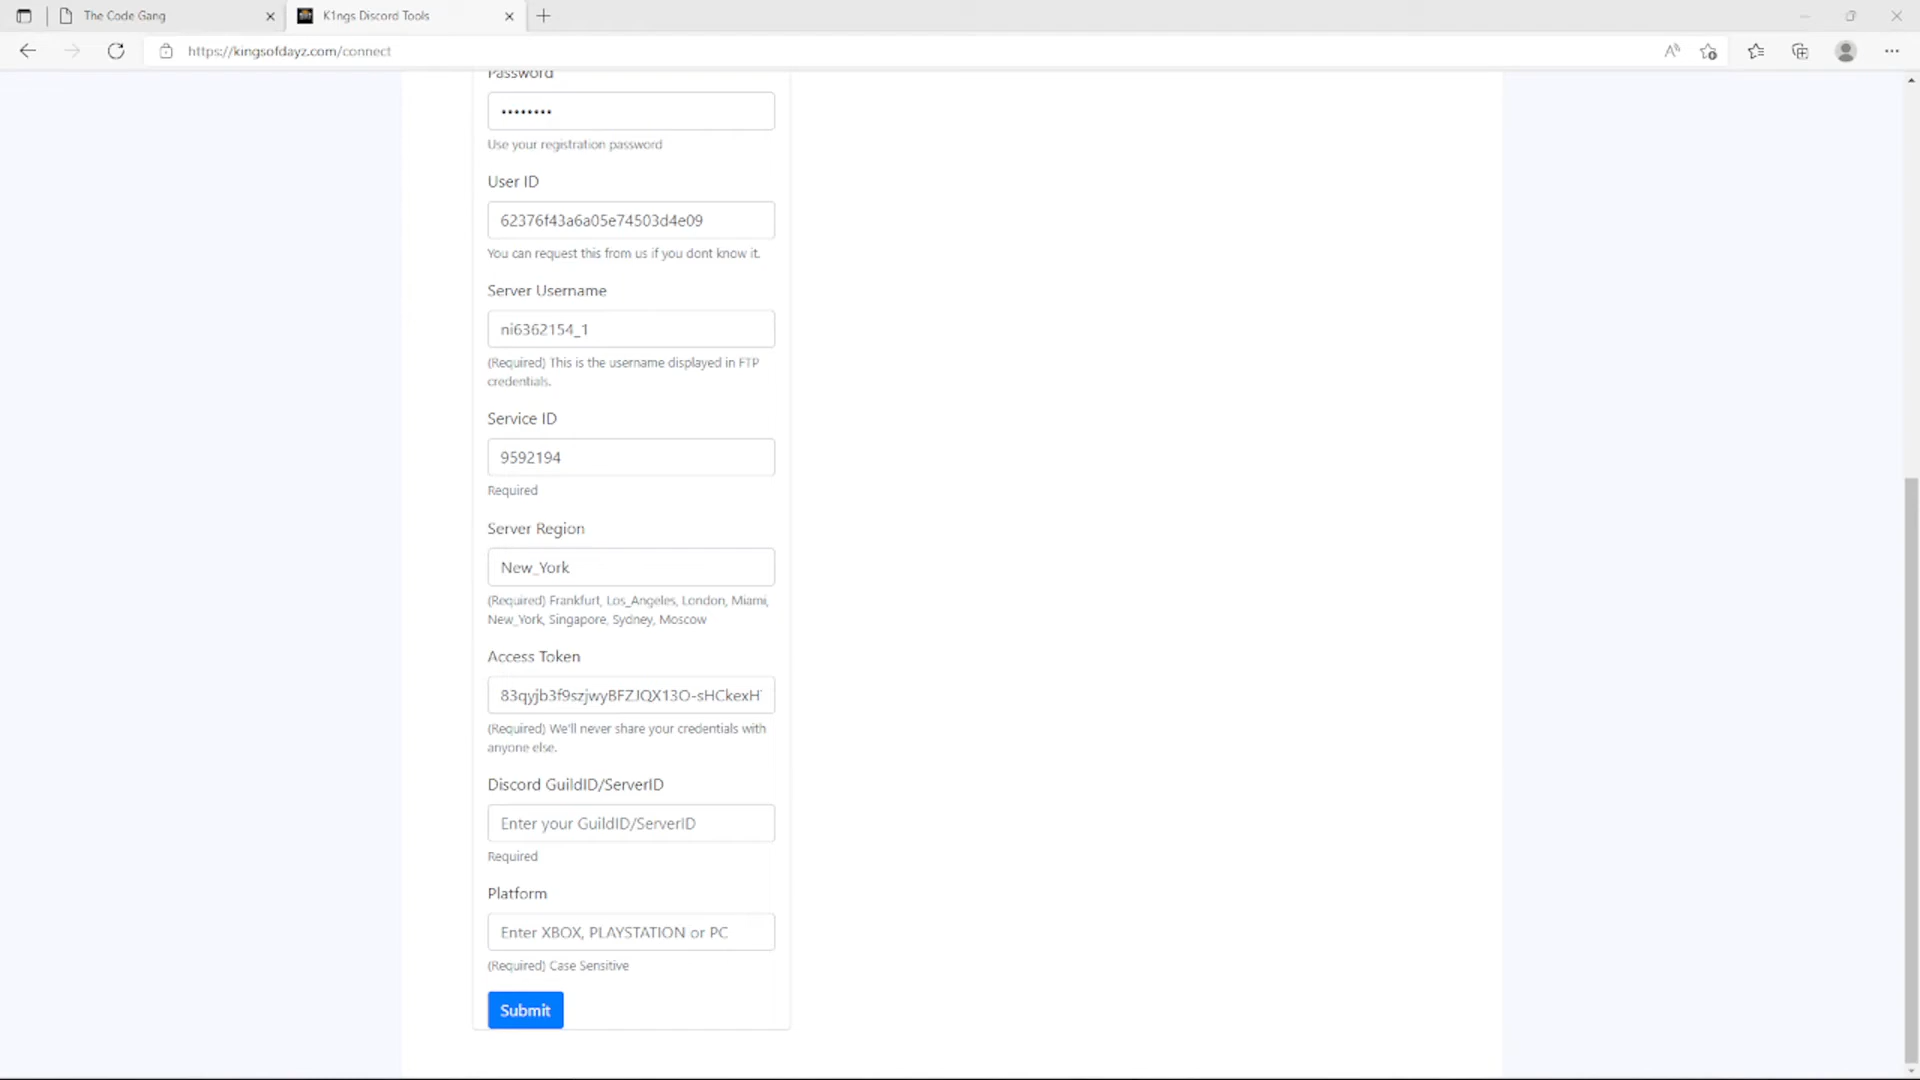 The Code Gang
K1ngs Discord Tools
https://kingsofdayz.com/connect
Password
••••••••
Use your registration password
User ID
62376f43a6a05e74503d4e09
You can request this from us if you dont know it.
Server Username
ni6362154_1
(Required) This is the username displayed in FTP
credentials.
Service ID
9592194
Required
Server Region
New_York
(Required) Frankfurt, Los_Angeles, London, Miami,
New_York, Singapore, Sydney, Moscow
Access Token
83qyjb3f9szjwyBFZJQX13O-sHCkexH
(Required) We'll never share your credentials with
anyone else.
Discord GuildID/ServerID
Enter your GuildID/ServerID
Required
Platform
Enter XBOX, PLAYSTATION or PC
(Required) Case Sensitive
Submit